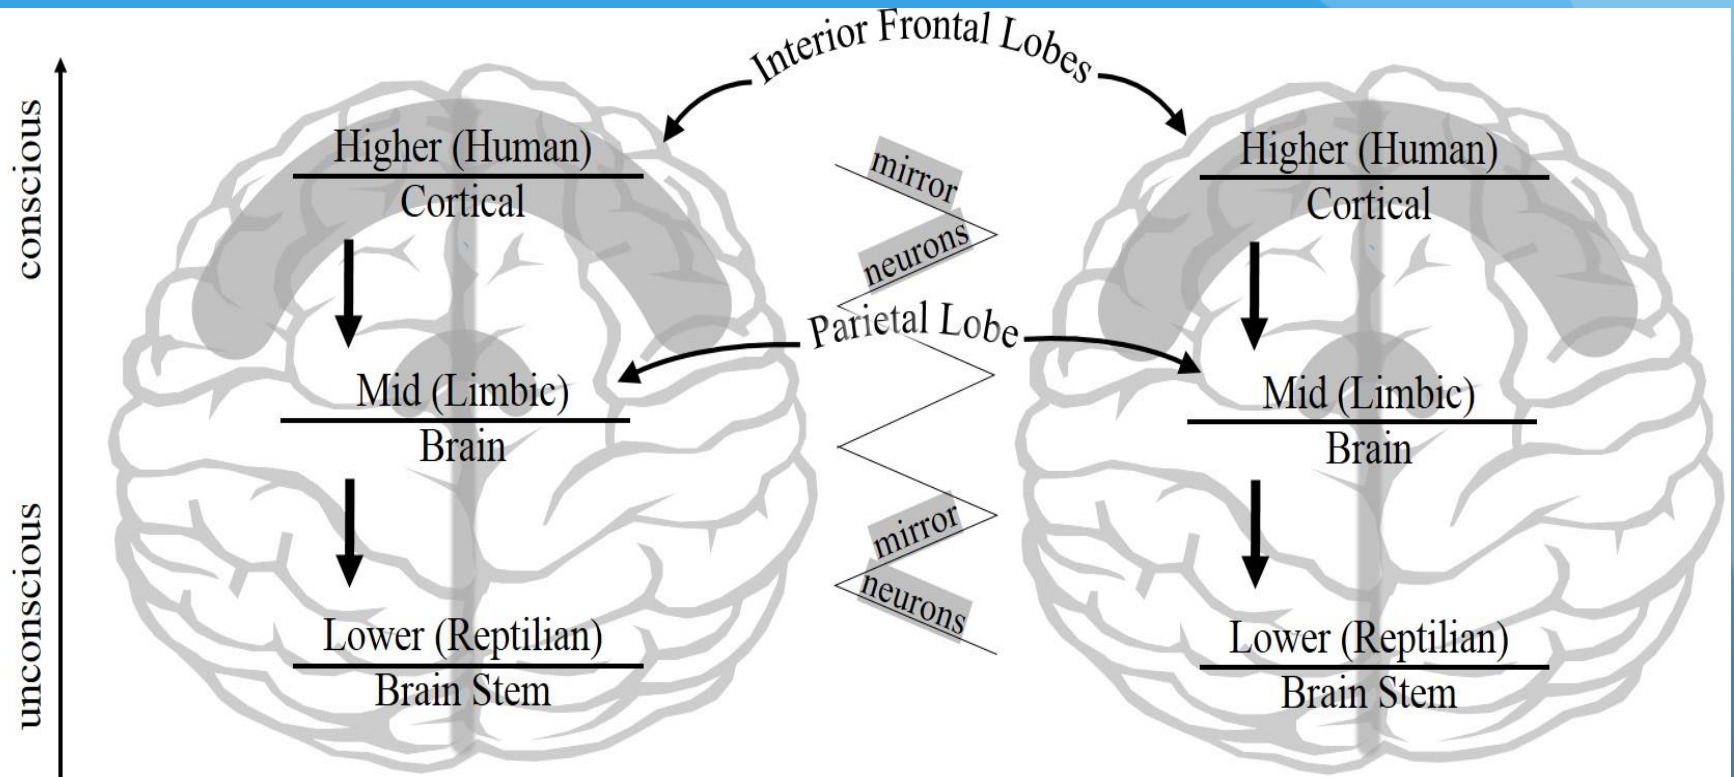 Interior Frontal Lobes
conscious
Higher (Human)
Cortical
mirror
neurons
Higher (Human)
Cortical
Parietal Lobe
Mid (Limbic)
Brain
Mid (Limbic)
Brain
unconscious
mirror
neurons
Lower (Reptilian)
Brain Stem
Lower (Reptilian)
Brain Stem